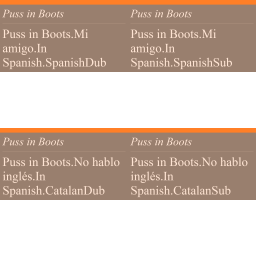 Puss in Boots
Puss in Boots.Mi
amigo.In
Spanish.SpanishDub
Puss in Boots
Puss in Boots.Mi
amigo.In
Spanish.SpanishSub
Puss in Boots
Puss in Boots.No hablo
inglés.In
Spanish.CatalanDub
Puss in Boots
Puss in Boots.No hablo
inglés.In
Spanish.CatalanSub